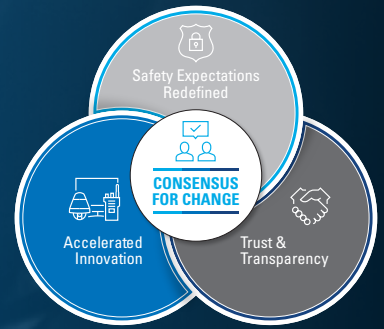 Safety Expectations
Redefined
CONSENSUS
FOR CHANGE
Accelerated
Innovation
Trust &
Transparency